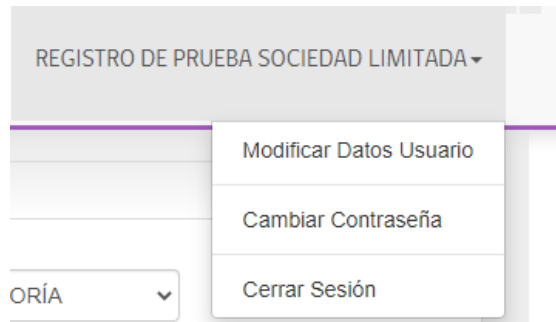 REGISTRO DE PRUEBA SOCIEDAD LIMITADA
Modificar Datos Usuario
Cambiar Contraseña
ORÍA
Cerrar Sesión